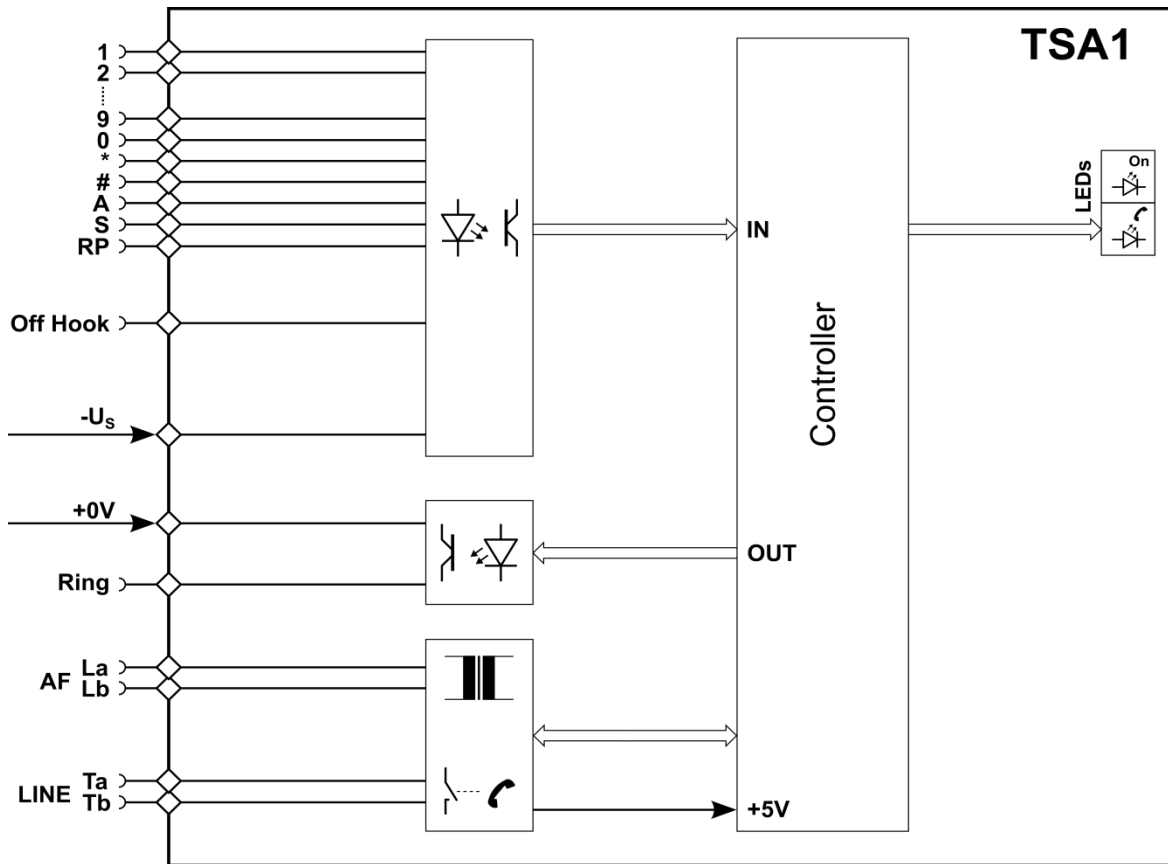 TSA1
1
2
9
0
*
#
A
S
RP
Off Hook
-Us
+0V
Ring
AF
La
Lb
LINE
Ta
Tb
IN
OUT
+5V
Controller
LEDs
On